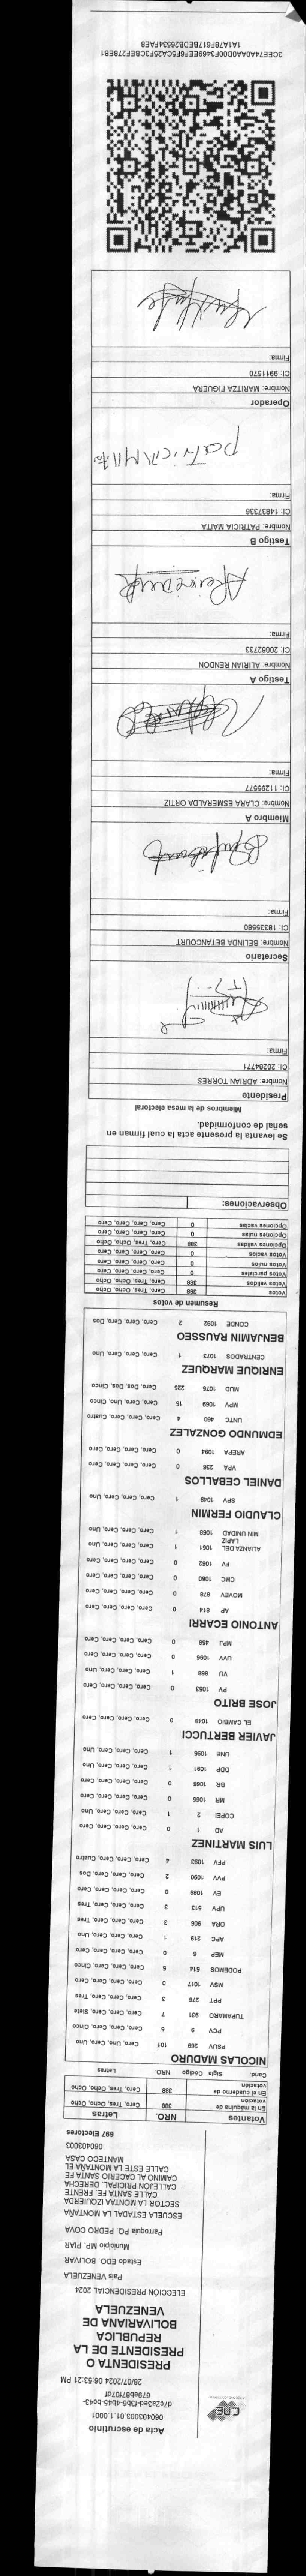 CNE
Acta de escrutinio
060403003.01.1.0001
d7c2a3ed-f3b6-4b45-bc43-
679eb87f07df
28/07/2024 06:53:21 PM
PRESIDENTA O
PRESIDENTE DE LA
REPUBLICA
BOLIVARIANA DE
VENEZUELA
ELECCIÓN PRESIDENCIAL 2024
Pais VENEZUELA
Estado EDO. BOLIVAR
Municipio MP. PIAR
Parroquia PQ. PEDRO COVA
ESCUELA ESTADAL LA MONTAÑA
SECTOR LA MONTAA IZQUIERDA
CALLE SANTA FE. FRENTE
CALLEJÓN PRICIPAL. DERECHA
CAMINO AL CACERIO SANTA FE
CALLE ESTE LA MONTAÑA EL
MANTECO CASA
060403003
697 Electores
Votantes NRO. Letras
En la máquina de votación 388 Cero, Tres, Ocho, Ocho
En el cuaderno de votación 388 Cero, Tres, Ocho, Ocho
Cand. Sigla Código NRO. Letras
NICOLAS MADURO
PSUV 269 101 Cero, Uno, Cero, Uno
PCV 9 5 Cero, Cero, Cero, Cinco
TUPAMARO 931 7 Cero, Cero, Cero, Siete
PPT 276 3 Cero, Cero, Cero, Tres
MSV 1017 0 Cero, Cero, Cero, Cero
PODEMOS 514 5 Cero, Cero, Cero, Cinco
MEP 6 0 Cero, Cero, Cero, Cero
APC 219 1 Cero, Cero, Cero, Uno
ORA 906 3 Cero, Cero, Cero, Tres
UPV 513 3 Cero, Cero, Cero, Tres
EV 1089 0 Cero, Cero, Cero, Cero
PVV 1090 2 Cero, Cero, Cero, Dos
PFV 1093 4 Cero, Cero, Cero, Cuatro
LUIS MARTINEZ
AD 1 0 Cero, Cero, Cero, Cero
COPEI 2 1 Cero, Cero, Cero, Uno
MR 1065 0 Cero, Cero, Cero, Cero
BR 1066 0 Cero, Cero, Cero, Cero
DDP 1091 1 Cero, Cero, Cero, Uno
UNE 1095 1 Cero, Cero, Cero, Uno
JAVIER BERTUCCI
EL CAMBIO 1048 0 Cero, Cero, Cero, Cero
JOSE BRITO
PV 1053 0 Cero, Cero, Cero, Cero
VU 868 1 Cero, Cero, Cero, Uno
UVV 1096 0 Cero, Cero, Cero, Cero
MPJ 458 0 Cero, Cero, Cero, Cero
ANTONIO ECARRI
AP 814 0 Cero, Cero, Cero, Cero
MOVEV 878 0 Cero, Cero, Cero, Cero
CMC 1050 0 Cero, Cero, Cero, Cero
FV 1062 0 Cero, Cero, Cero, Cero
ALIANZA DEL LAPIZ 1051 1 Cero, Cero, Cero, Uno
MIN UNIDAD 1068 1 Cero, Cero, Cero, Uno
CLAUDIO FERMIN
SPV 1049 1 Cero, Cero, Cero, Uno
DANIEL CEBALLOS
VPA 236 0 Cero, Cero, Cero, Cero
AREPA 1094 0 Cero, Cero, Cero, Cero
EDMUNDO GONZALEZ
UNTC 460 4 Cero, Cero, Cero, Cuatro
MPV 1069 15 Cero, Cero, Uno, Cinco
MUD 1075 225 Cero, Dos, Dos, Cinco
ENRIQUE MARQUEZ
CENTRADOS 1073 1 Cero, Cero, Cero, Uno
BENJAMIN RAUSSEO
CONDE 1092 2 Cero, Cero, Cero, Dos
Resumen de votos
Votos 388 Cero, Tres, Ocho, Ocho
Votos validos 388 Cero, Tres, Ocho, Ocho
Votos parciales 0 Cero, Cero, Cero, Cero
Votos nulos 0 Cero, Cero, Cero, Cero
Votos vacios 0 Cero, Cero, Cero, Cero
Opciones validas 388 Cero, Tres, Ocho, Ocho
Opciones nulas 0 Cero, Cero, Cero, Cero
Opciones vacias 0 Cero, Cero, Cero, Cero
Observaciones:
Se levanta la presente acta la cual firman en
señal de conformidad.
Miembros de la mesa electoral
Presidente
Nombre: ADRIAN TORRES
CI: 20284771
Firma:
Secretario
Nombre: BELINDA BETANCOURT
CI: 18335580
Firma:
Miembro A
Nombre: CLARA ESMERALDA ORTIZ
CI: 11295577
Firma:
Testigo A
Nombre: ALIRIAN RENDON
CI: 20062733
Firma:
Testigo B
Nombre: PATRICIA MAITA
CI: 14837336
Firma:
patricia MAita
Operador
Nombre: MARITZA FIGUERA
CI: 9911570
Firma:
3CEE74A0AA0D00F3469EEF6F5CA25F3CBEF278EB1
1A1A78F617BEDB26534FAE8